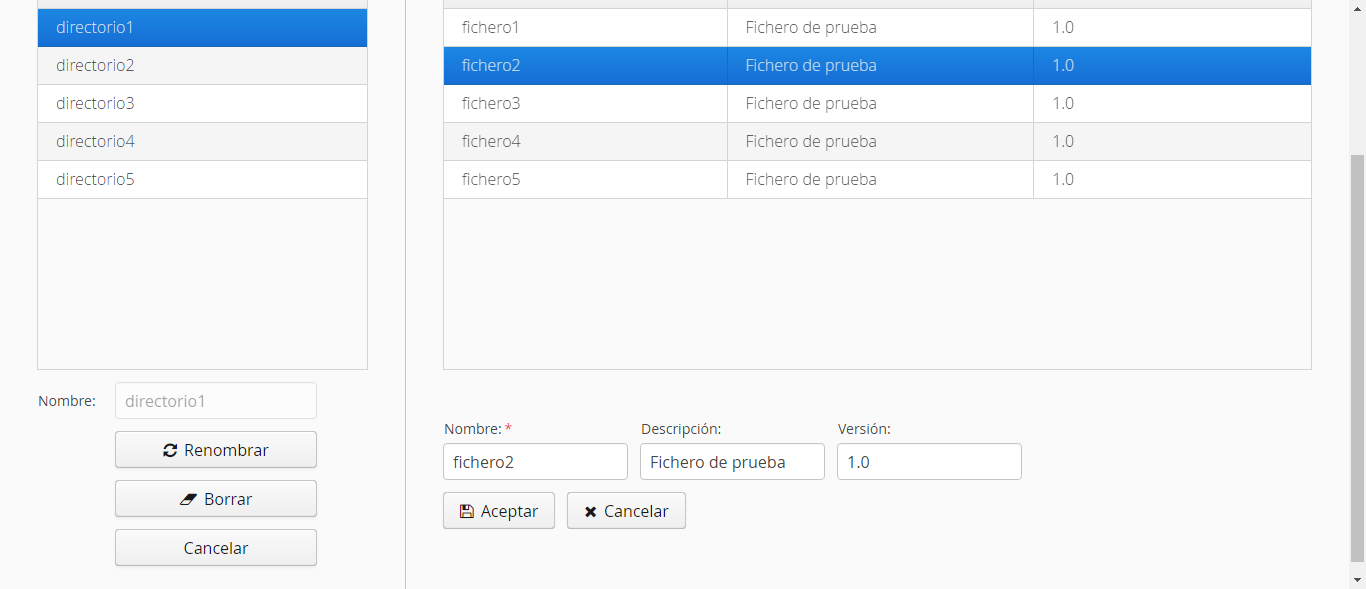 directorio1
directorio2
directorio3
directorio4
directorio5
Nombre: directorio1
Renombrar
Borrar
Cancelar
fichero1 Fichero de prueba 1.0
fichero2 Fichero de prueba 1.0
fichero3 Fichero de prueba 1.0
fichero4 Fichero de prueba 1.0
fichero5 Fichero de prueba 1.0
Nombre: * Descripción: Versión:
fichero2 Fichero de prueba 1.0
Aceptar Cancelar